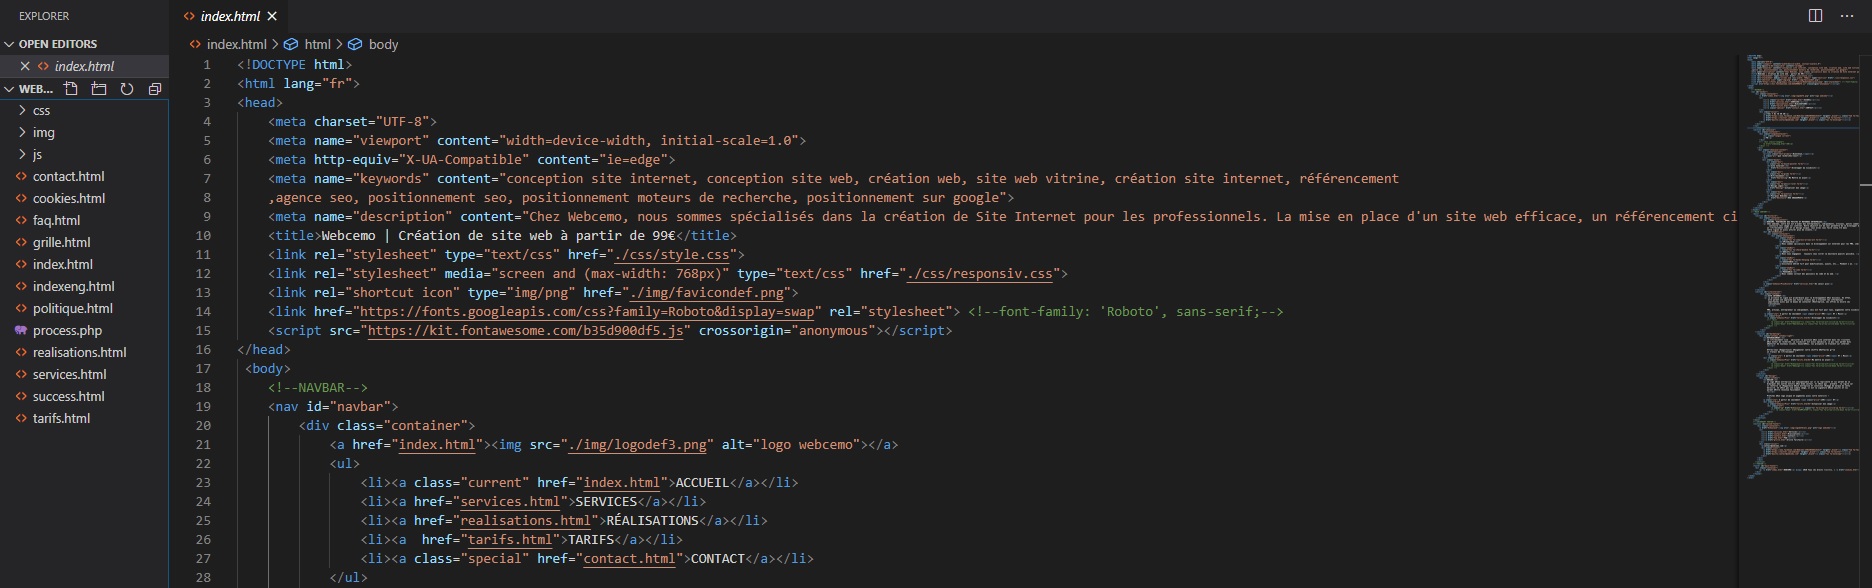 EXPLORER
OPEN EDITORS
index.html
WEB...
css
img
js
contact.html
cookies.html
faq.html
grille.html
index.html
indexeng.html
politique.html
process.php
realisations.html
services.html
success.html
tarifs.html
index.html
index.html > html > body
1 <!DOCTYPE html>
2 <html lang="fr">
3 <head>
4 <meta charset="UTF-8">
5 <meta name="viewport" content="width=device-width, initial-scale=1.0">
6 <meta http-equiv="X-UA-Compatible" content="ie=edge">
7 <meta name="keywords" content="conception site internet, conception site web, création web, site web vitrine, création site internet, référencement
8 ,agence seo, positionnement seo, positionnement moteurs de recherche, positionnement sur google">
9 <meta name="description" content="Chez Webcemo, nous sommes spécialisés dans la création de Site Internet pour les professionnels. La mise en place d'un site web efficace, un référencement ci
10 <title>Webcemo | Création de site web à partir de 99€</title>
11 <link rel="stylesheet" type="text/css" href="./css/style.css">
12 <link rel="stylesheet" media="screen and (max-width: 768px)" type="text/css" href="./css/responsiv.css">
13 <link rel="shortcut icon" type="img/png" href="./img/favicondef.png">
14 <link href="https://fonts.googleapis.com/css?family=Roboto&display=swap" rel="stylesheet"> <!--font-family: 'Roboto', sans-serif;-->
15 <script src="https://kit.fontawesome.com/b35d900df5.js" crossorigin="anonymous"></script>
16 </head>
17 <body>
18 <!--NAVBAR-->
19 <nav id="navbar">
20 <div class="container">
21 <a href="index.html"><img src="./img/logodef3.png" alt="logo webcemo"></a>
22 <ul>
23 <li><a class="current" href="index.html">ACCUEIL</a></li>
24 <li><a href="services.html">SERVICES</a></li>
25 <li><a href="realisations.html">RÉALISATIONS</a></li>
26 <li><a  href="tarifs.html">TARIFS</a></li>
27 <li><a class="special" href="contact.html">CONTACT</a></li>
28 </ul>